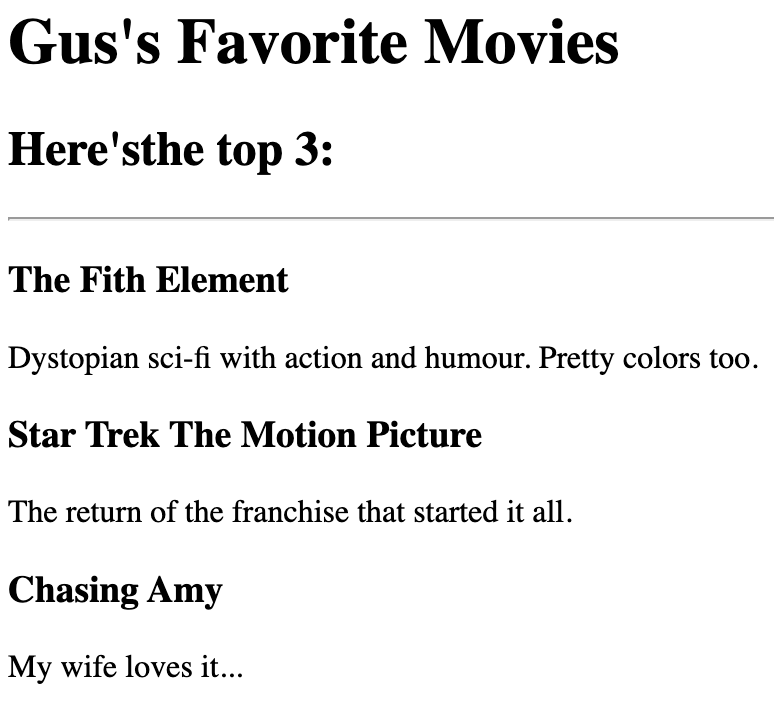 Gus's Favorite Movies
Here'sthe top 3:
The Fith Element
Dystopian sci-fi with action and humour. Pretty colors too.
Star Trek The Motion Picture
The return of the franchise that started it all.
Chasing Amy
My wife loves it...